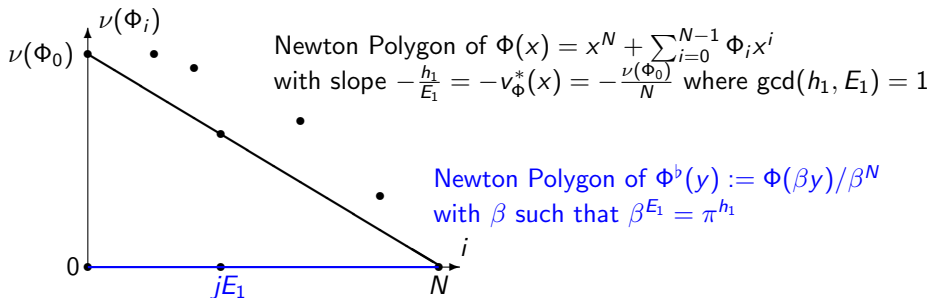 ν(Φ_i)
ν(Φ_0)
Newton Polygon of Φ(x) = x^N + ∑_{i=0}^{N−1} Φ_i x^i
with slope −h_1/E_1 = −v_Φ^*(x) = −ν(Φ_0)/N where gcd(h_1, E_1) = 1
Newton Polygon of Φ^♭(y) := Φ(βy)/β^N
with β such that β^{E_1} = π^{h_1}
i
0
jE_1
N